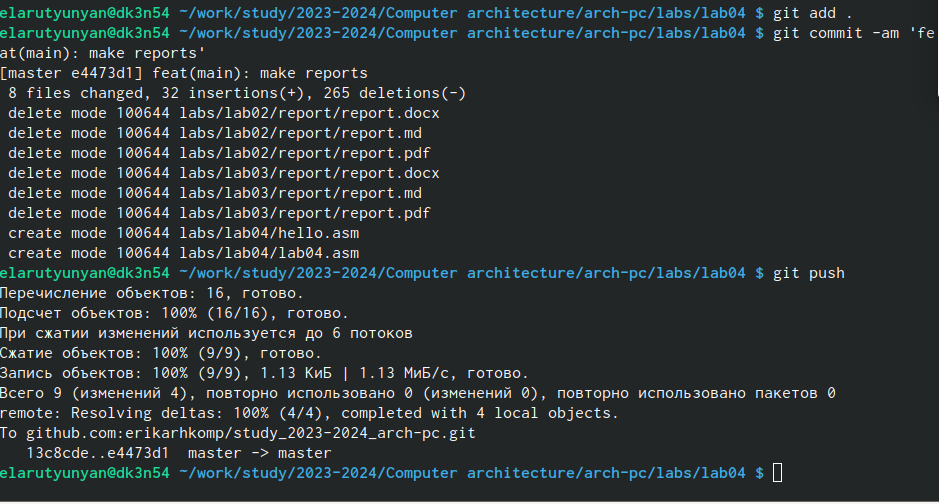 elarutyunyan@dk3n54 ~/work/study/2023-2024/Computer architecture/arch-pc/labs/lab04 $ git add .
elarutyunyan@dk3n54 ~/work/study/2023-2024/Computer architecture/arch-pc/labs/lab04 $ git commit -am 'fe
at(main): make reports'
[master e4473d1] feat(main): make reports
 8 files changed, 32 insertions(+), 265 deletions(-)
 delete mode 100644 labs/lab02/report/report.docx
 delete mode 100644 labs/lab02/report/report.md
 delete mode 100644 labs/lab02/report/report.pdf
 delete mode 100644 labs/lab03/report/report.docx
 delete mode 100644 labs/lab03/report/report.md
 delete mode 100644 labs/lab03/report/report.pdf
 create mode 100644 labs/lab04/hello.asm
 create mode 100644 labs/lab04/lab04.asm
elarutyunyan@dk3n54 ~/work/study/2023-2024/Computer architecture/arch-pc/labs/lab04 $ git push
Перечисление объектов: 16, готово.
Подсчет объектов: 100% (16/16), готово.
При сжатии изменений используется до 6 потоков
Сжатие объектов: 100% (9/9), готово.
Запись объектов: 100% (9/9), 1.13 КиБ | 1.13 МиБ/с, готово.
Всего 9 (изменений 4), повторно использовано 0 (изменений 0), повторно использовано пакетов 0
remote: Resolving deltas: 100% (4/4), completed with 4 local objects.
To github.com:erikarhkomp/study_2023-2024_arch-pc.git
   13c8cde..e4473d1  master -> master
elarutyunyan@dk3n54 ~/work/study/2023-2024/Computer architecture/arch-pc/labs/lab04 $